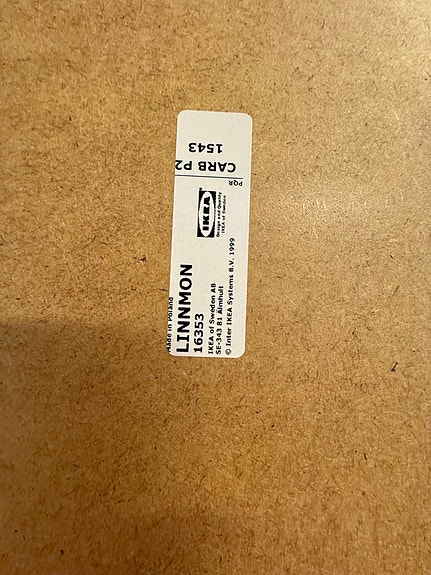 Made in Poland
LINNMON
16353
IKEA of Sweden AB
SE-343 81 Älmhult
© Inter IKEA Systems B.V. 1999
IKEA
Design and Quality
IKEA of Sweden
PQR
CARB P2
1543